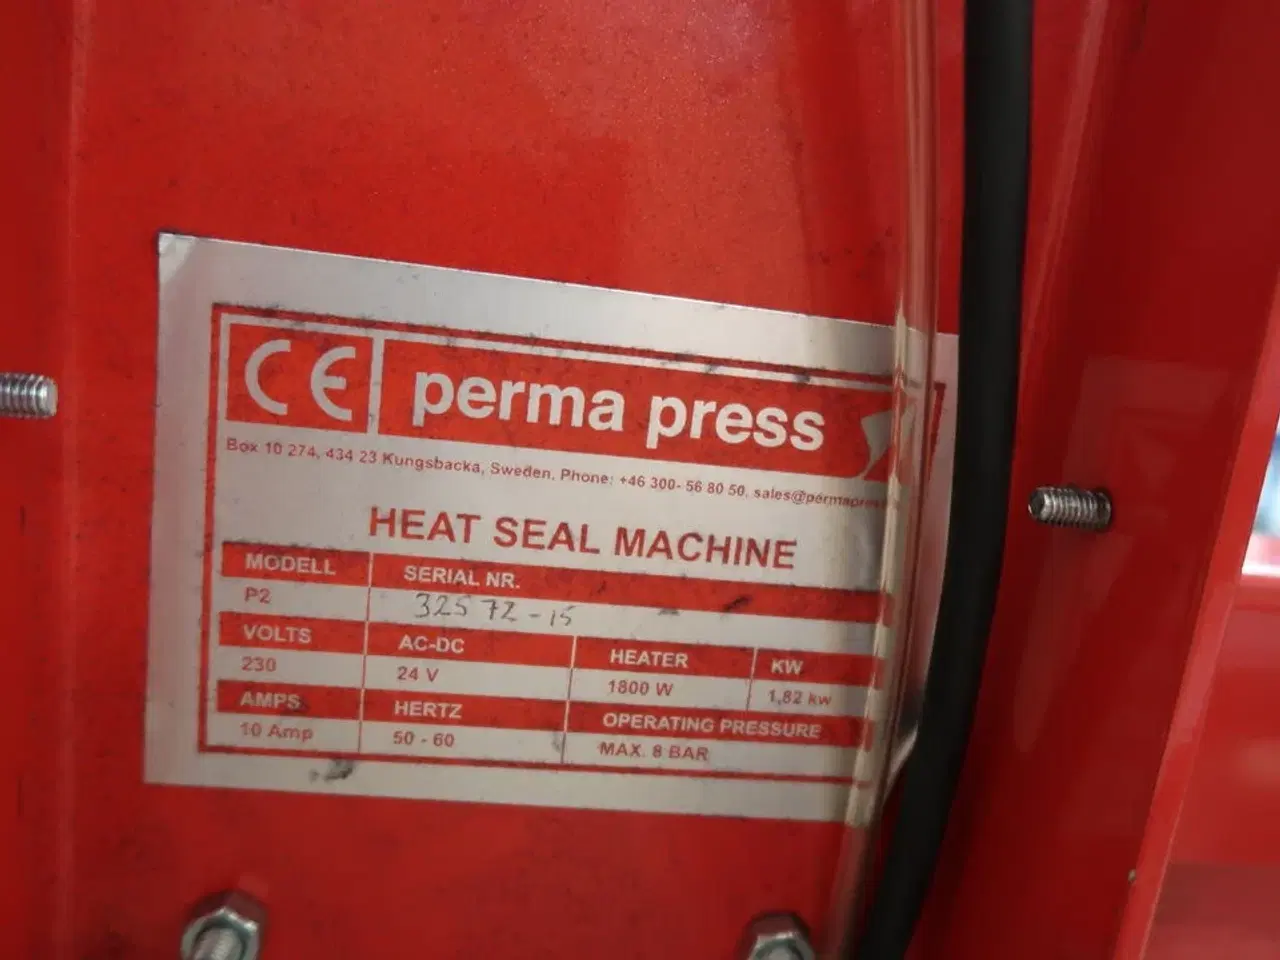 CE perma press
Box 10 274, 434 23 Kungsbacka, Sweden, Phone: +46 300- 56 80 50,
HEAT SEAL MACHINE
MODELL SERIAL NR.
P2 32572-15
VOLTS AC-DC HEATER KW
230 24 V 1800 W 1,82 kw
AMPS HERTZ OPERATING PRESSURE
10 Amp 50 - 60 MAX. 8 BAR